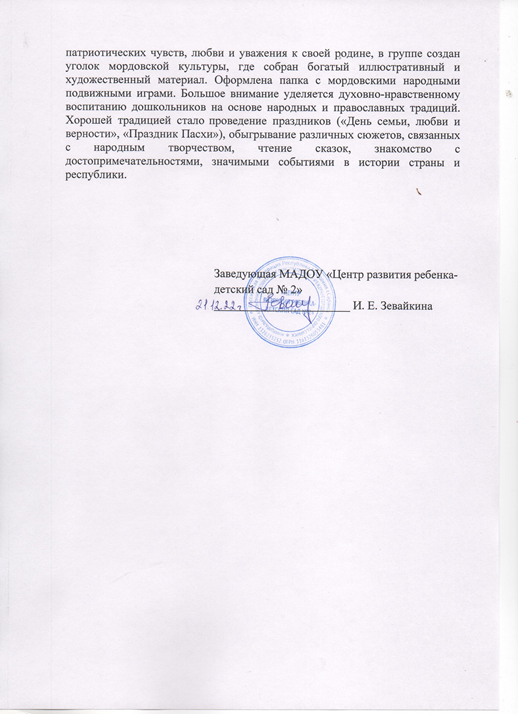 патриотических чувств, любви и уважения к своей родине, в группе создан
уголок мордовской культуры, где собран богатый иллюстративный и
художественный материал. Оформлена папка с мордовскими народными
подвижными играми. Большое внимание уделяется духовно-нравственному
воспитанию дошкольников на основе народных и православных традиций.
Хорошей традицией стало проведение праздников («День семьи, любви и
верности», «Праздник Пасхи»), обыгрывание различных сюжетов, связанных
с народным творчеством, чтение сказок, знакомство с
достопримечательностями, значимыми событиями в истории страны и
республики.
Заведующая МАДОУ «Центр развития ребенка-
детский сад № 2»
21.12.22г И. Е. Зевайкина